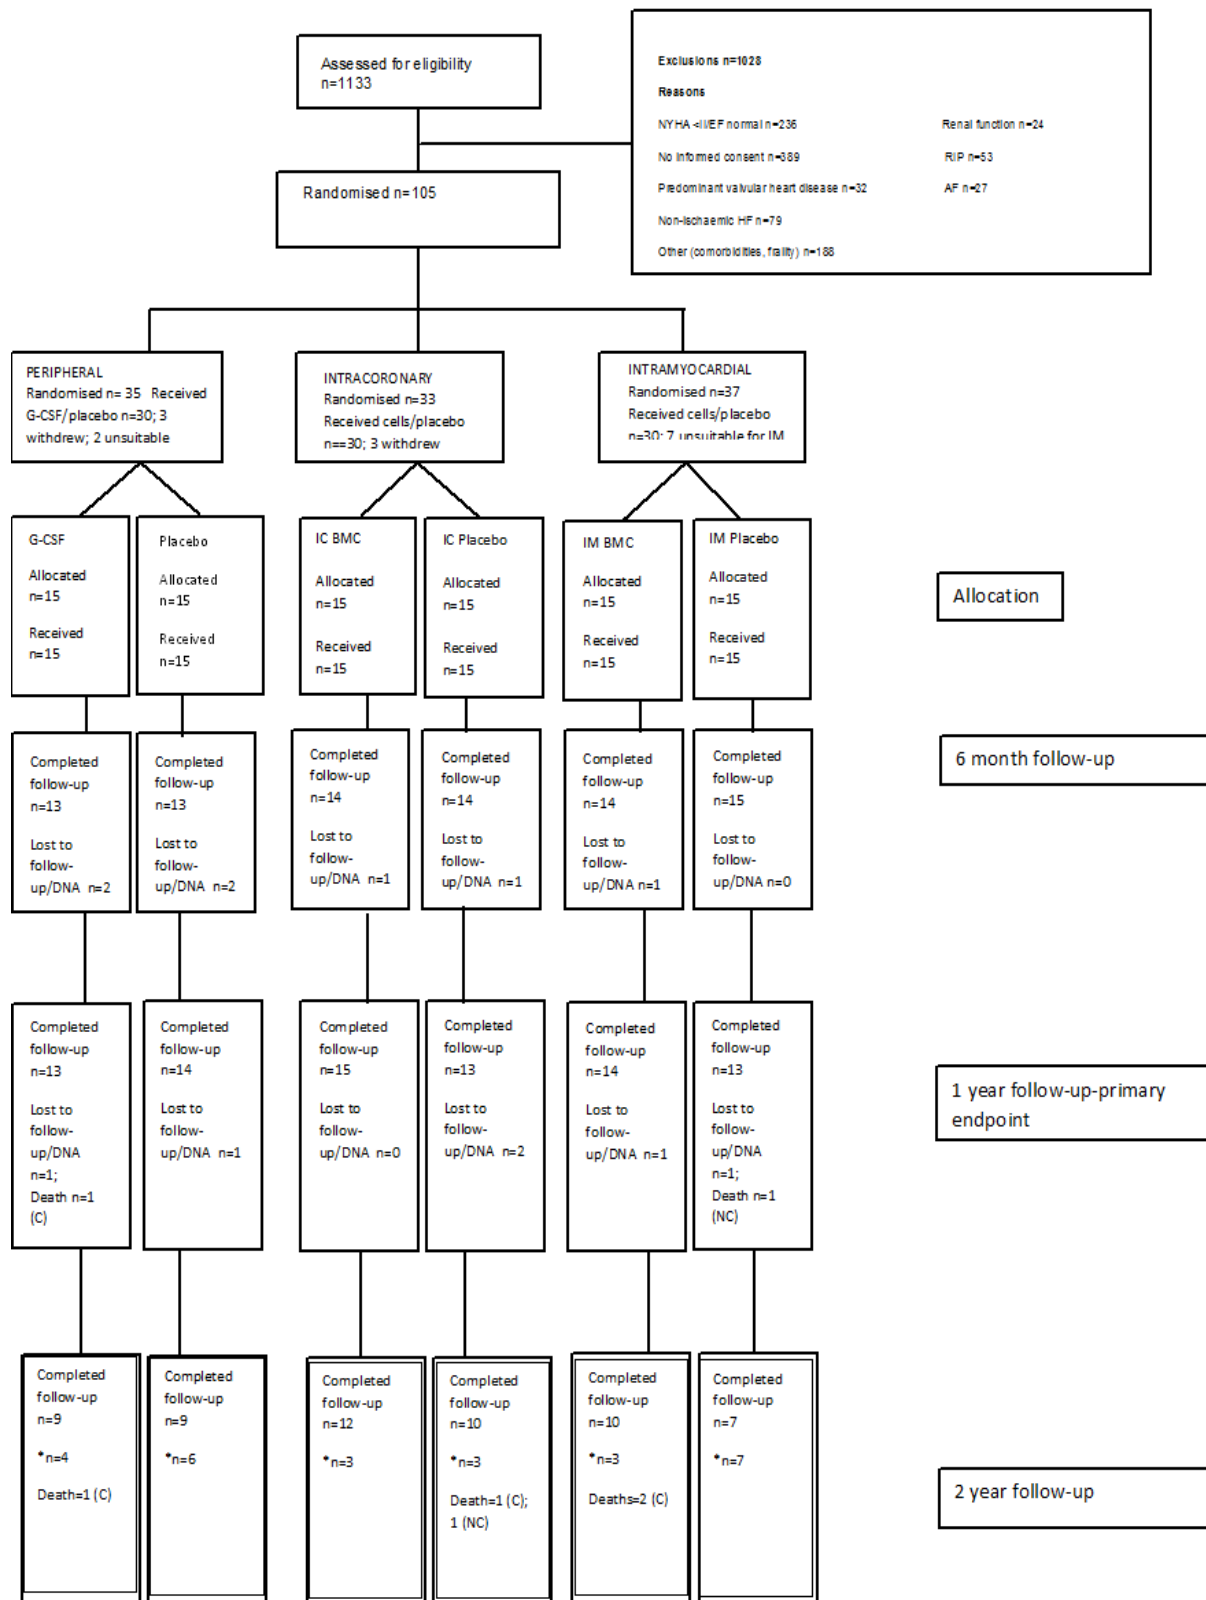 Assessed for eligibility
n=1133
Exclusions n=1028
Reasons
NYHA <II/EF normal n=236
Renal function n=24
No informed consent n=389
RIP n=53
Predominant valvular heart disease n=32
AF n=27
Non-ischaemic HF n=79
Other (comorbidities, frailty) n=188
Randomised n=105
PERIPHERAL
Randomised n= 35 Received
G-CSF/placebo n=30; 3
withdrew; 2 unsuitable
INTRACORONARY
Randomised n=33
Received cells/placebo
n==30; 3 withdrew
INTRAMYOCARDIAL
Randomised n=37
Received cells/placebo
n=30; 7 unsuitable for IM
G-CSF
Allocated
n=15
Received
n=15
Placebo
Allocated
n=15
Received
n=15
IC BMC
Allocated
n=15
Received
n=15
IC Placebo
Allocated
n=15
Received
n=15
IM BMC
Allocated
n=15
Received
n=15
IM Placebo
Allocated
n=15
Received
n=15
Allocation
Completed
follow-up
n=13
Lost to
follow-
up/DNA n=2
Completed
follow-up
n=13
Lost to
follow-
up/DNA n=2
Completed
follow-up
n=14
Lost to
follow-
up/DNA n=1
Completed
follow-up
n=14
Lost to
follow-
up/DNA n=1
Completed
follow-up
n=14
Lost to
follow-
up/DNA n=1
Completed
follow-up
n=15
Lost to
follow-
up/DNA n=0
6 month follow-up
Completed
follow-up
n=13
Lost to
follow-
up/DNA
n=1;
Death n=1
(C)
Completed
follow-up
n=14
Lost to
follow-
up/DNA n=1
Completed
follow-up
n=15
Lost to
follow-
up/DNA n=0
Completed
follow-up
n=13
Lost to
follow-
up/DNA n=2
Completed
follow-up
n=14
Lost to
follow-
up/DNA n=1
Completed
follow-up
n=13
Lost to
follow-
up/DNA
n=1;
Death n=1
(NC)
1 year follow-up-primary
endpoint
Completed
follow-up
n=9
*n=4
Death=1 (C)
Completed
follow-up
n=9
*n=6
Completed
follow-up
n=12
*n=3
Completed
follow-up
n=10
*n=3
Death=1 (C);
1 (NC)
Completed
follow-up
n=10
*n=3
Deaths=2 (C)
Completed
follow-up
n=7
*n=7
2 year follow-up